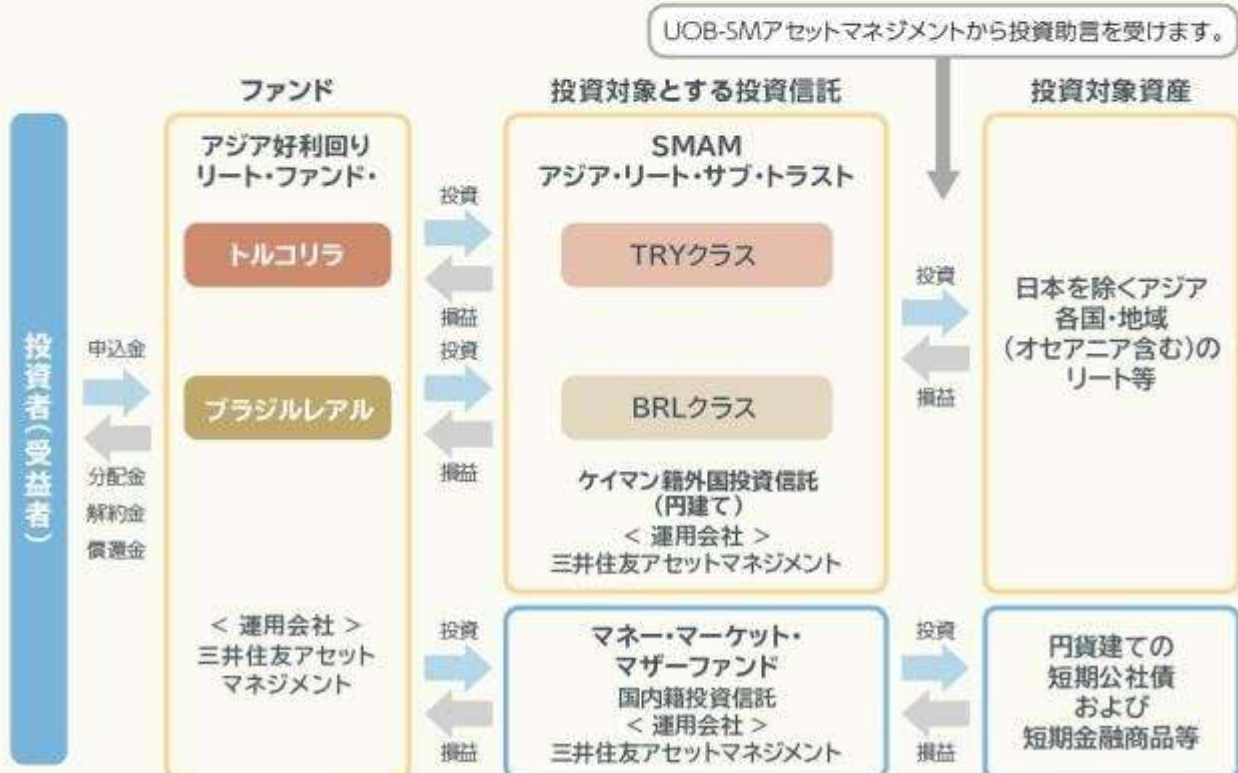 UOB-SMアセットマネジメントから投資助言を受けます。
ファンド
投資対象とする投資信託
投資対象資産
投資者(受益者)
申込金
分配金
解約金
償還金
アジア好利回り
リート・ファンド・
トルコリラ
ブラジルレアル
< 運用会社 >
三井住友アセット
マネジメント
投資
損益
投資
損益
投資
損益
SMAM
アジア・リート・サブ・トラスト
TRYクラス
BRLクラス
ケイマン籍外国投資信託
(円建て)
< 運用会社 >
三井住友アセットマネジメント
マネー・マーケット・
マザーファンド
国内籍投資信託
< 運用会社 >
三井住友アセットマネジメント
投資
損益
投資
損益
日本を除くアジア
各国・地域
(オセアニア含む)の
リート等
円貨建ての
短期公社債
および
短期金融商品等